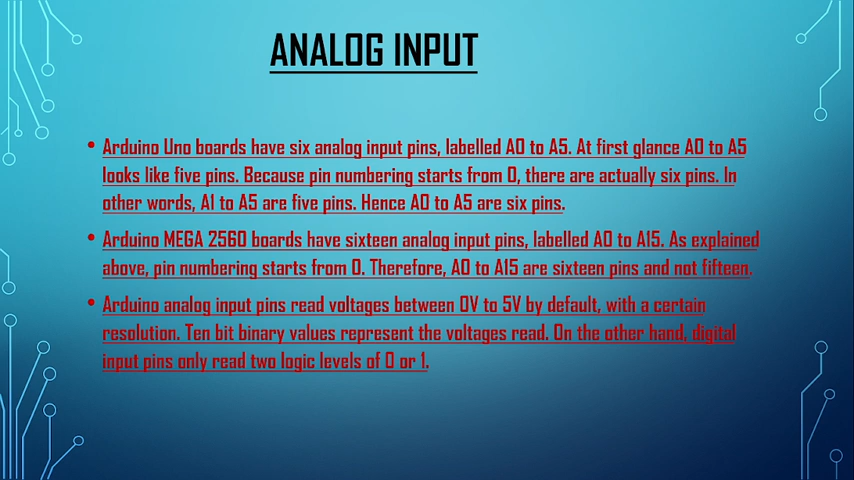 ANALOG INPUT
• Arduino Uno boards have six analog input pins, labelled A0 to A5. At first glance A0 to A5
looks like five pins. Because pin numbering starts from 0, there are actually six pins. In
other words, A1 to A5 are five pins. Hence A0 to A5 are six pins.
• Arduino MEGA 2560 boards have sixteen analog input pins, labelled A0 to A15. As explained
above, pin numbering starts from 0. Therefore, A0 to A15 are sixteen pins and not fifteen.
• Arduino analog input pins read voltages between 0V to 5V by default, with a certain
resolution. Ten bit binary values represent the voltages read. On the other hand, digital
input pins only read two logic levels of 0 or 1.